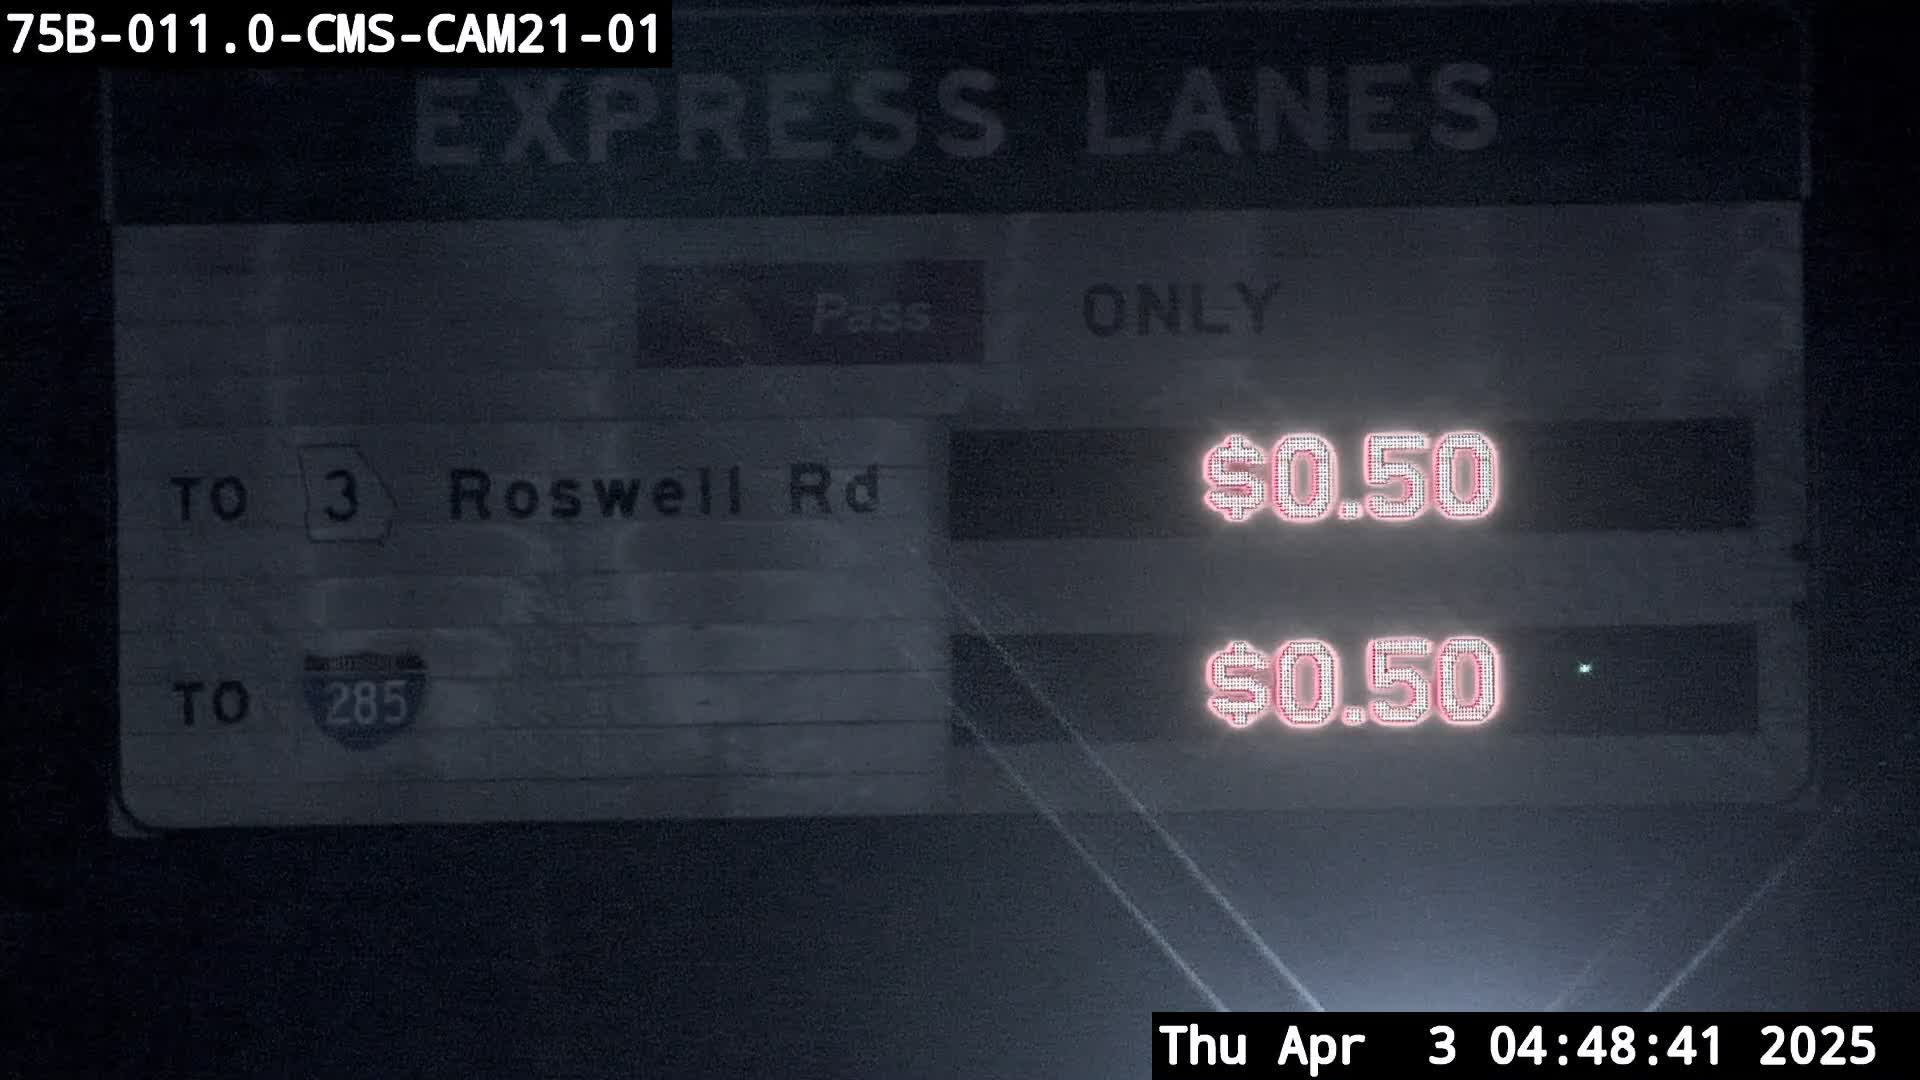 75B-011.0-CMS-CAM21-01
EXPRESS LANES
Pass ONLY
TO 3 Roswell Rd $0.50
TO 285 $0.50
Thu Apr 3 04:48:41 2025